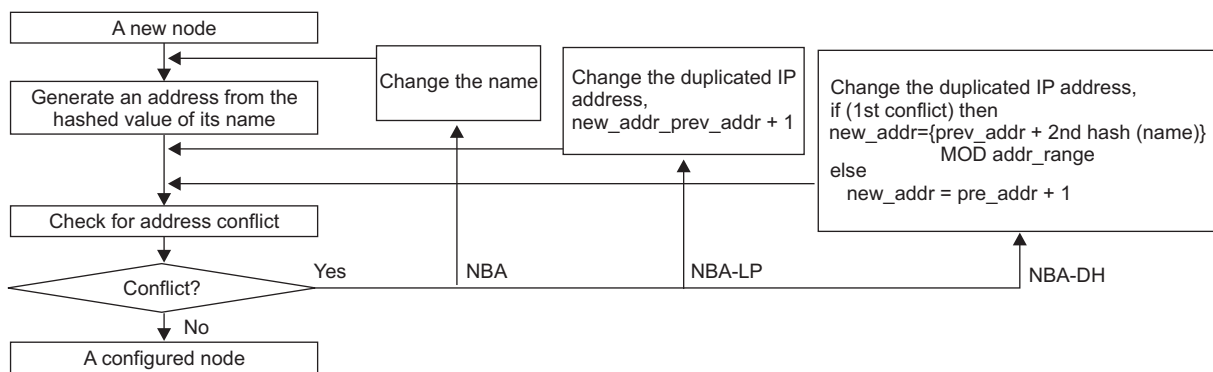 A new node
Generate an address from the
hashed value of its name
Check for address conflict
Conflict?
Yes
No
A configured node
Change the name
NBA
Change the duplicated IP
address,
new_addr_prev_addr + 1
NBA-LP
Change the duplicated IP address,
if (1st conflict) then
new_addr={prev_addr + 2nd hash (name)}
MOD addr_range
else
new_addr = pre_addr + 1
NBA-DH